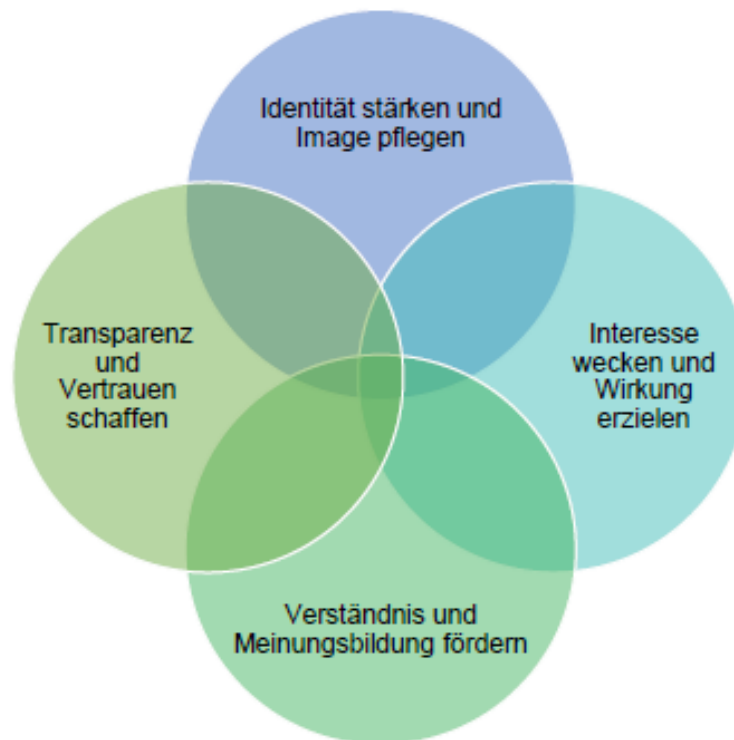 Identität stärken und
Image pflegen
Transparenz
und
Vertrauen
schaffen
Interesse
wecken und
Wirkung
erzielen
Verständnis und
Meinungsbildung fördern